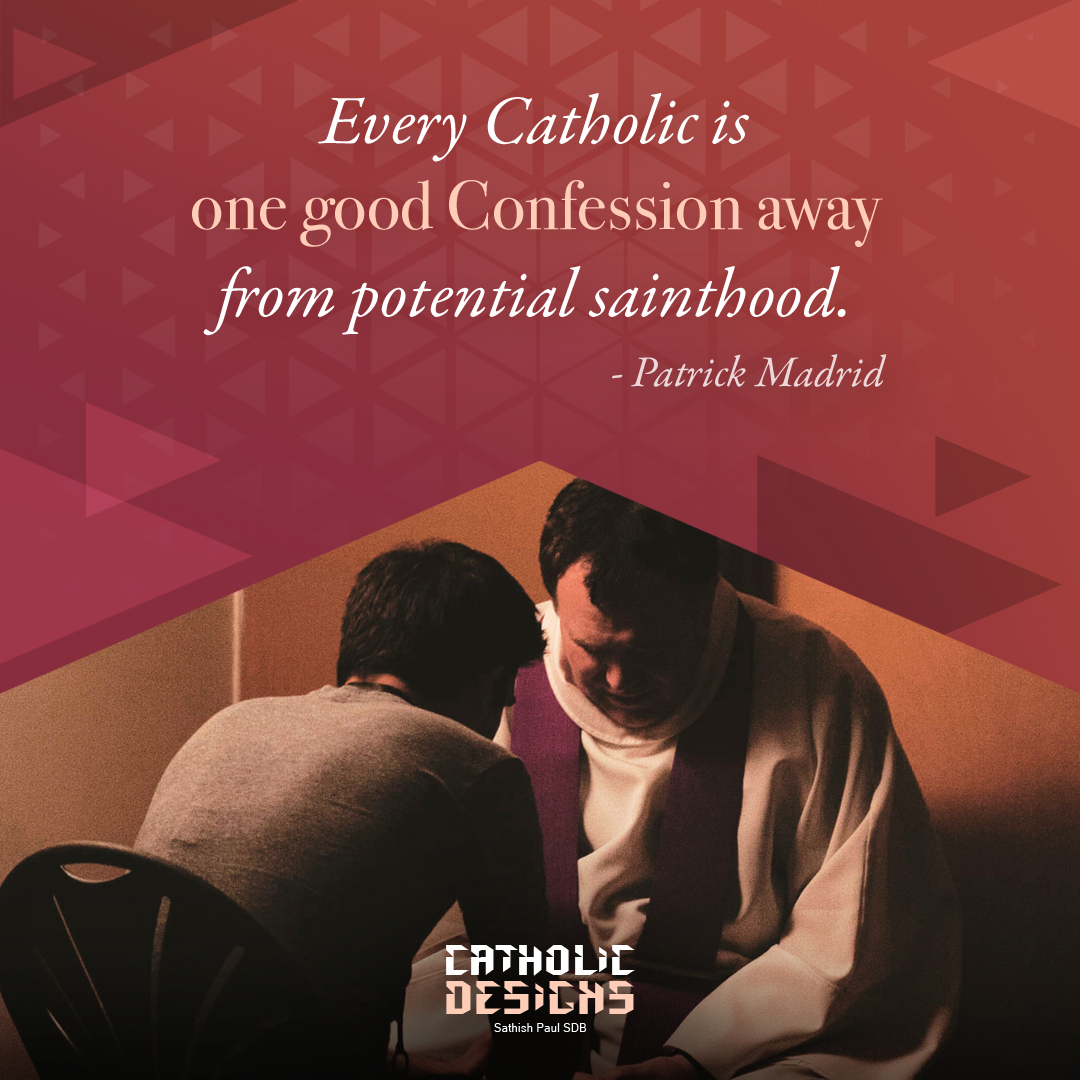 Every Catholic is
one good Confession away
from potential sainthood.
- Patrick Madrid
CATHOLIC
DESIGNS
Sathish Paul SDB